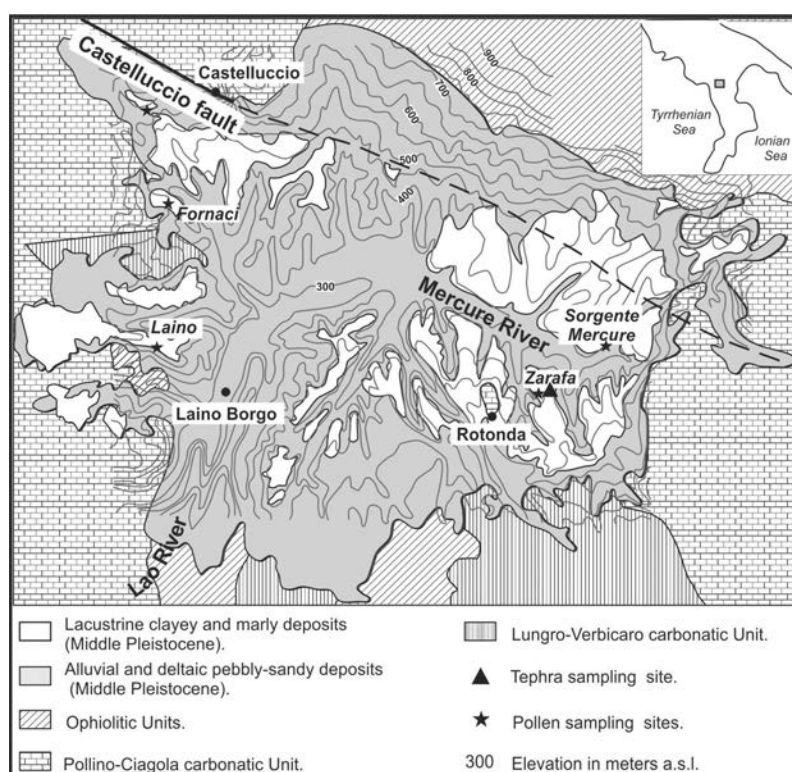 Castelluccio fault
Castelluccio
900
800
700
600
500
400
Tyrrhenian
Sea
Ionian
Sea
Fornaci
300
Mercure River
Laino
Sorgente
Mercure
Zarafa
Laino Borgo
Rotonda
Lao River
Lacustrine clayey and marly deposits
(Middle Pleistocene).
Alluvial and deltaic pebbly-sandy deposits
(Middle Pleistocene).
Ophiolitic Units.
Pollino-Ciagola carbonatic Unit.
Lungro-Verbicaro carbonatic Unit.
Tephra sampling site.
Pollen sampling sites.
300 Elevation in meters a.s.l.